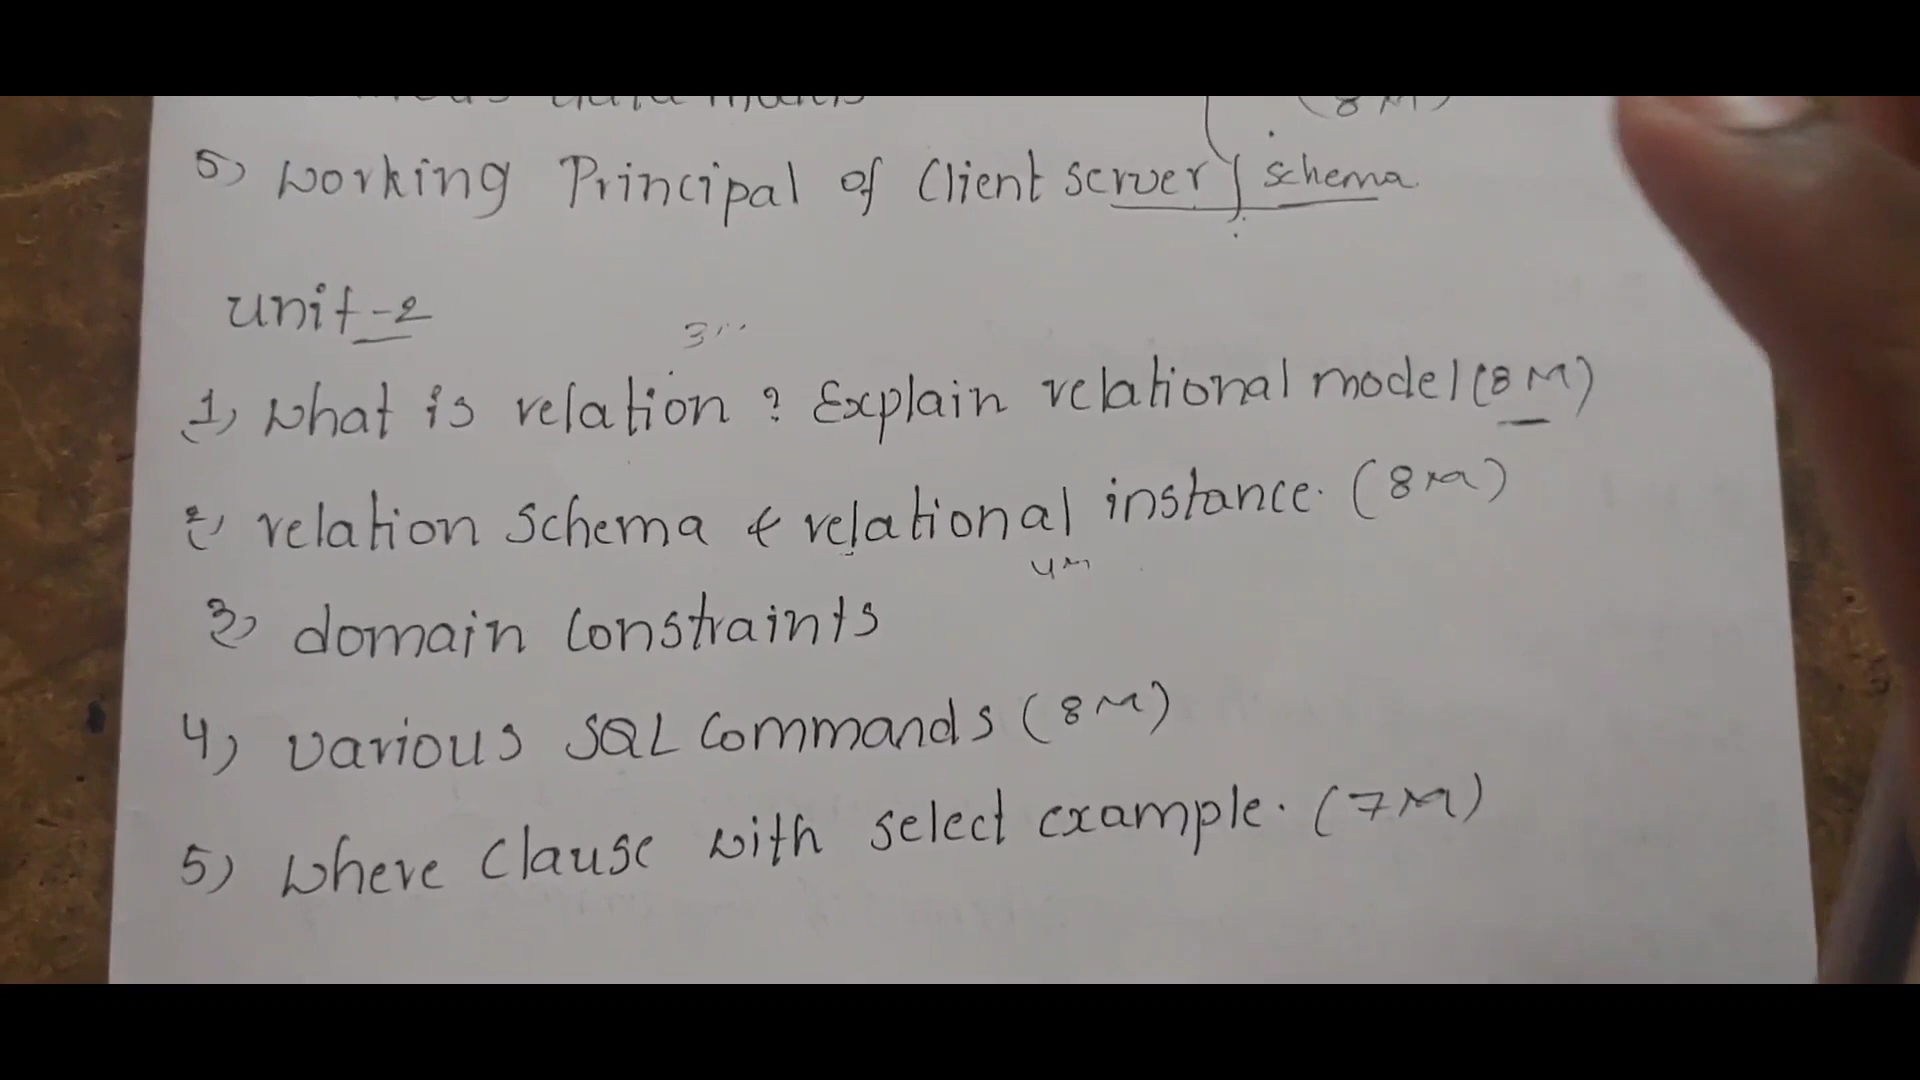 (8M)
5) working Principal of Client server / schema
unit-2
1) what is relation ? Explain relational model (8M)
2) relation schema & relational instance. (8M)
4M
3) domain constraints
4) various SQL commands (8M)
5) where clause with select example. (7M)